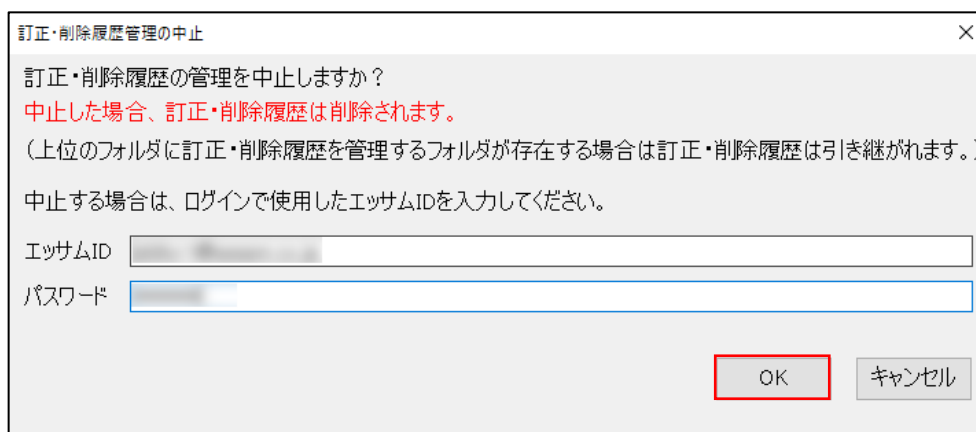 訂正・削除履歴管理の中止
訂正・削除履歴の管理を中止しますか？
中止した場合、訂正・削除履歴は削除されます。
（上位のフォルダに訂正・削除履歴を管理するフォルダが存在する場合は訂正・削除履歴は引き継がれます。）
中止する場合は、ログインで使用したエッサムIDを入力してください。
エッサムID
パスワード
OK
キャンセル